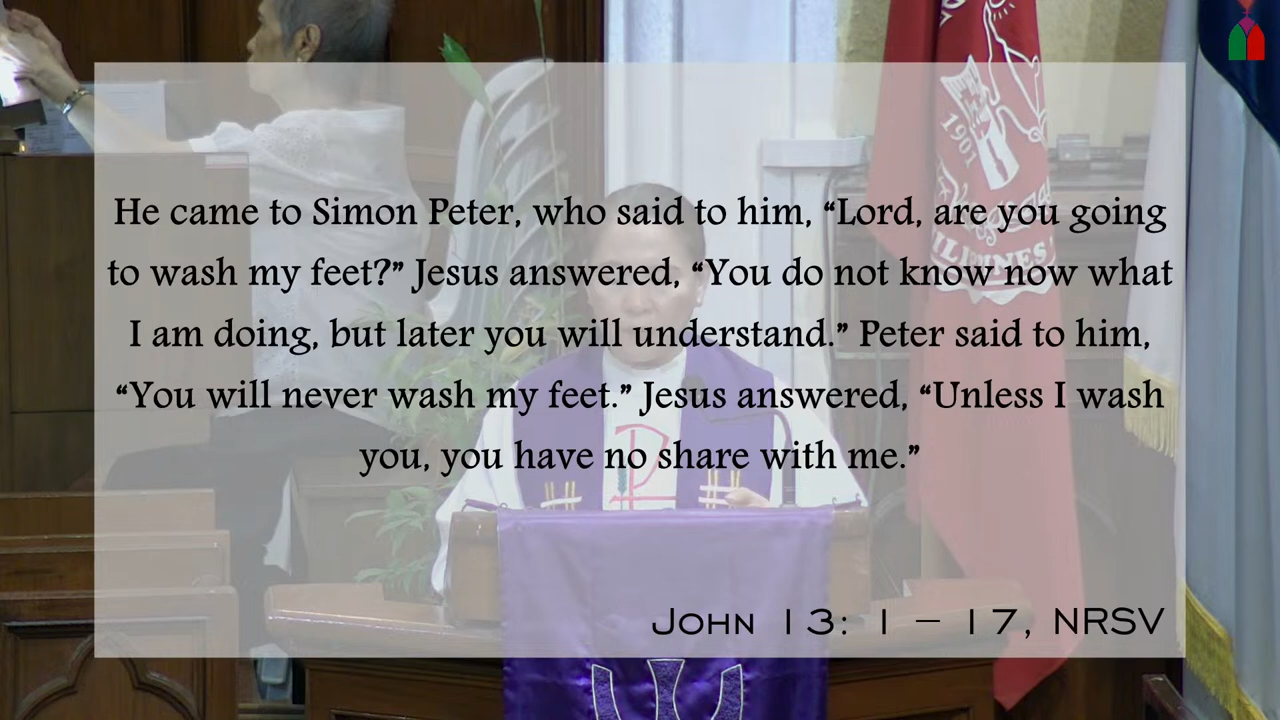 He came to Simon Peter, who said to him, “Lord, are you going
to wash my feet?” Jesus answered, “You do not know now what
I am doing, but later you will understand.” Peter said to him,
“You will never wash my feet.” Jesus answered, “Unless I wash
you, you have no share with me.”
John 13: 1 – 17, NRSV
1901